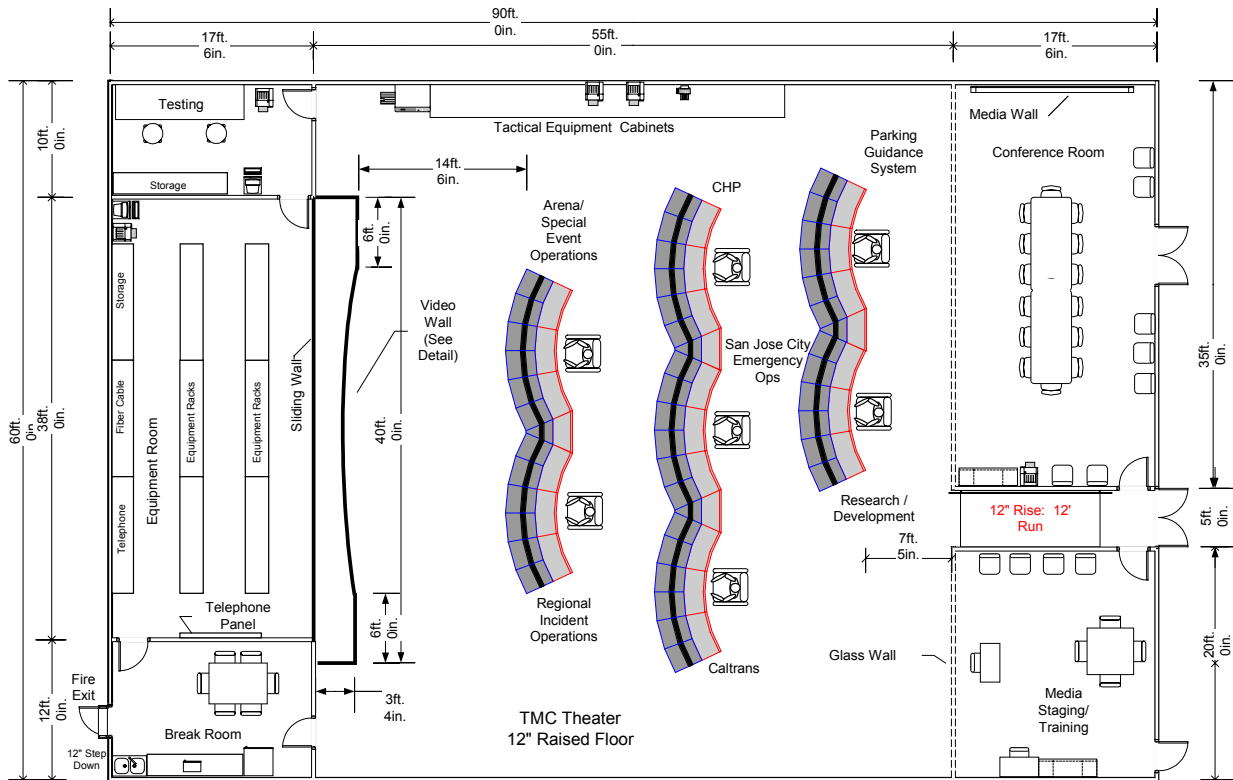 90ft.
0in.
17ft.
6in.
55ft.
0in.
17ft.
6in.
10ft.
0in.
38ft.
0in.
12ft.
0in.
60ft.
0in
Testing
Storage
Tactical Equipment Cabinets
Media Wall
Conference Room
Parking
Guidance
System
14ft.
6in.
CHP
Arena/
Special
Event
Operations
6ft.
0in.
Video
Wall
(See
Detail)
40ft.
0in.
6ft.
0in.
Storage
Fiber Cable
Telephone
Equipment Room
Equipment Racks
Equipment Racks
Sliding Wall
San Jose City
Emergency
Ops
35ft.
0in.
Research /
Development
12" Rise: 12'
Run
5ft.
0in.
7ft.
5in.
Telephone
Panel
Regional
Incident
Operations
Caltrans
Glass Wall
20ft.
0in.
Fire
Exit
3ft.
4in.
Media
Staging/
Training
Break Room
TMC Theater
12" Raised Floor
12" Step
Down